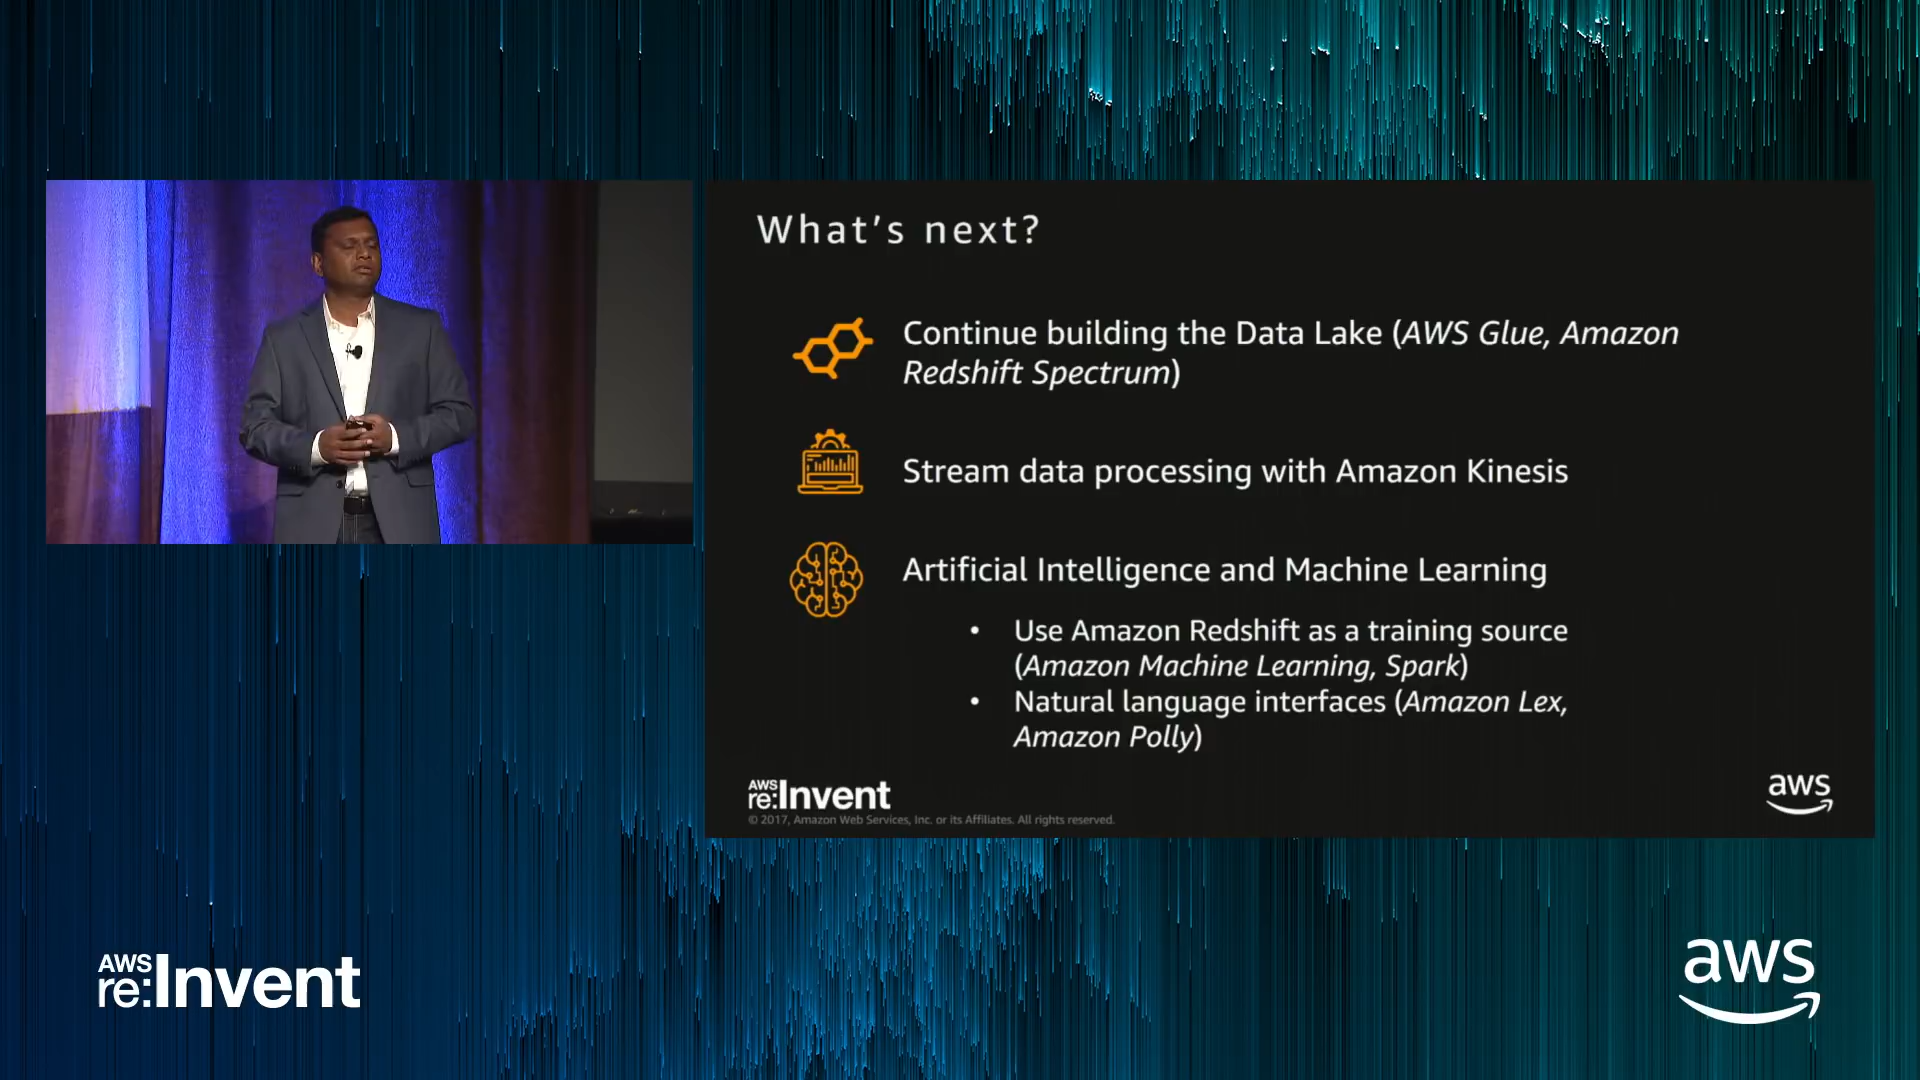 What's next?
Continue building the Data Lake (AWS Glue, Amazon
Redshift Spectrum)
Stream data processing with Amazon Kinesis
Artificial Intelligence and Machine Learning
• Use Amazon Redshift as a training source
(Amazon Machine Learning, Spark)
• Natural language interfaces (Amazon Lex,
Amazon Polly)
AWS
re:Invent
© 2017, Amazon Web Services, Inc. or its Affiliates. All rights reserved.
aws
AWS
re:Invent
aws